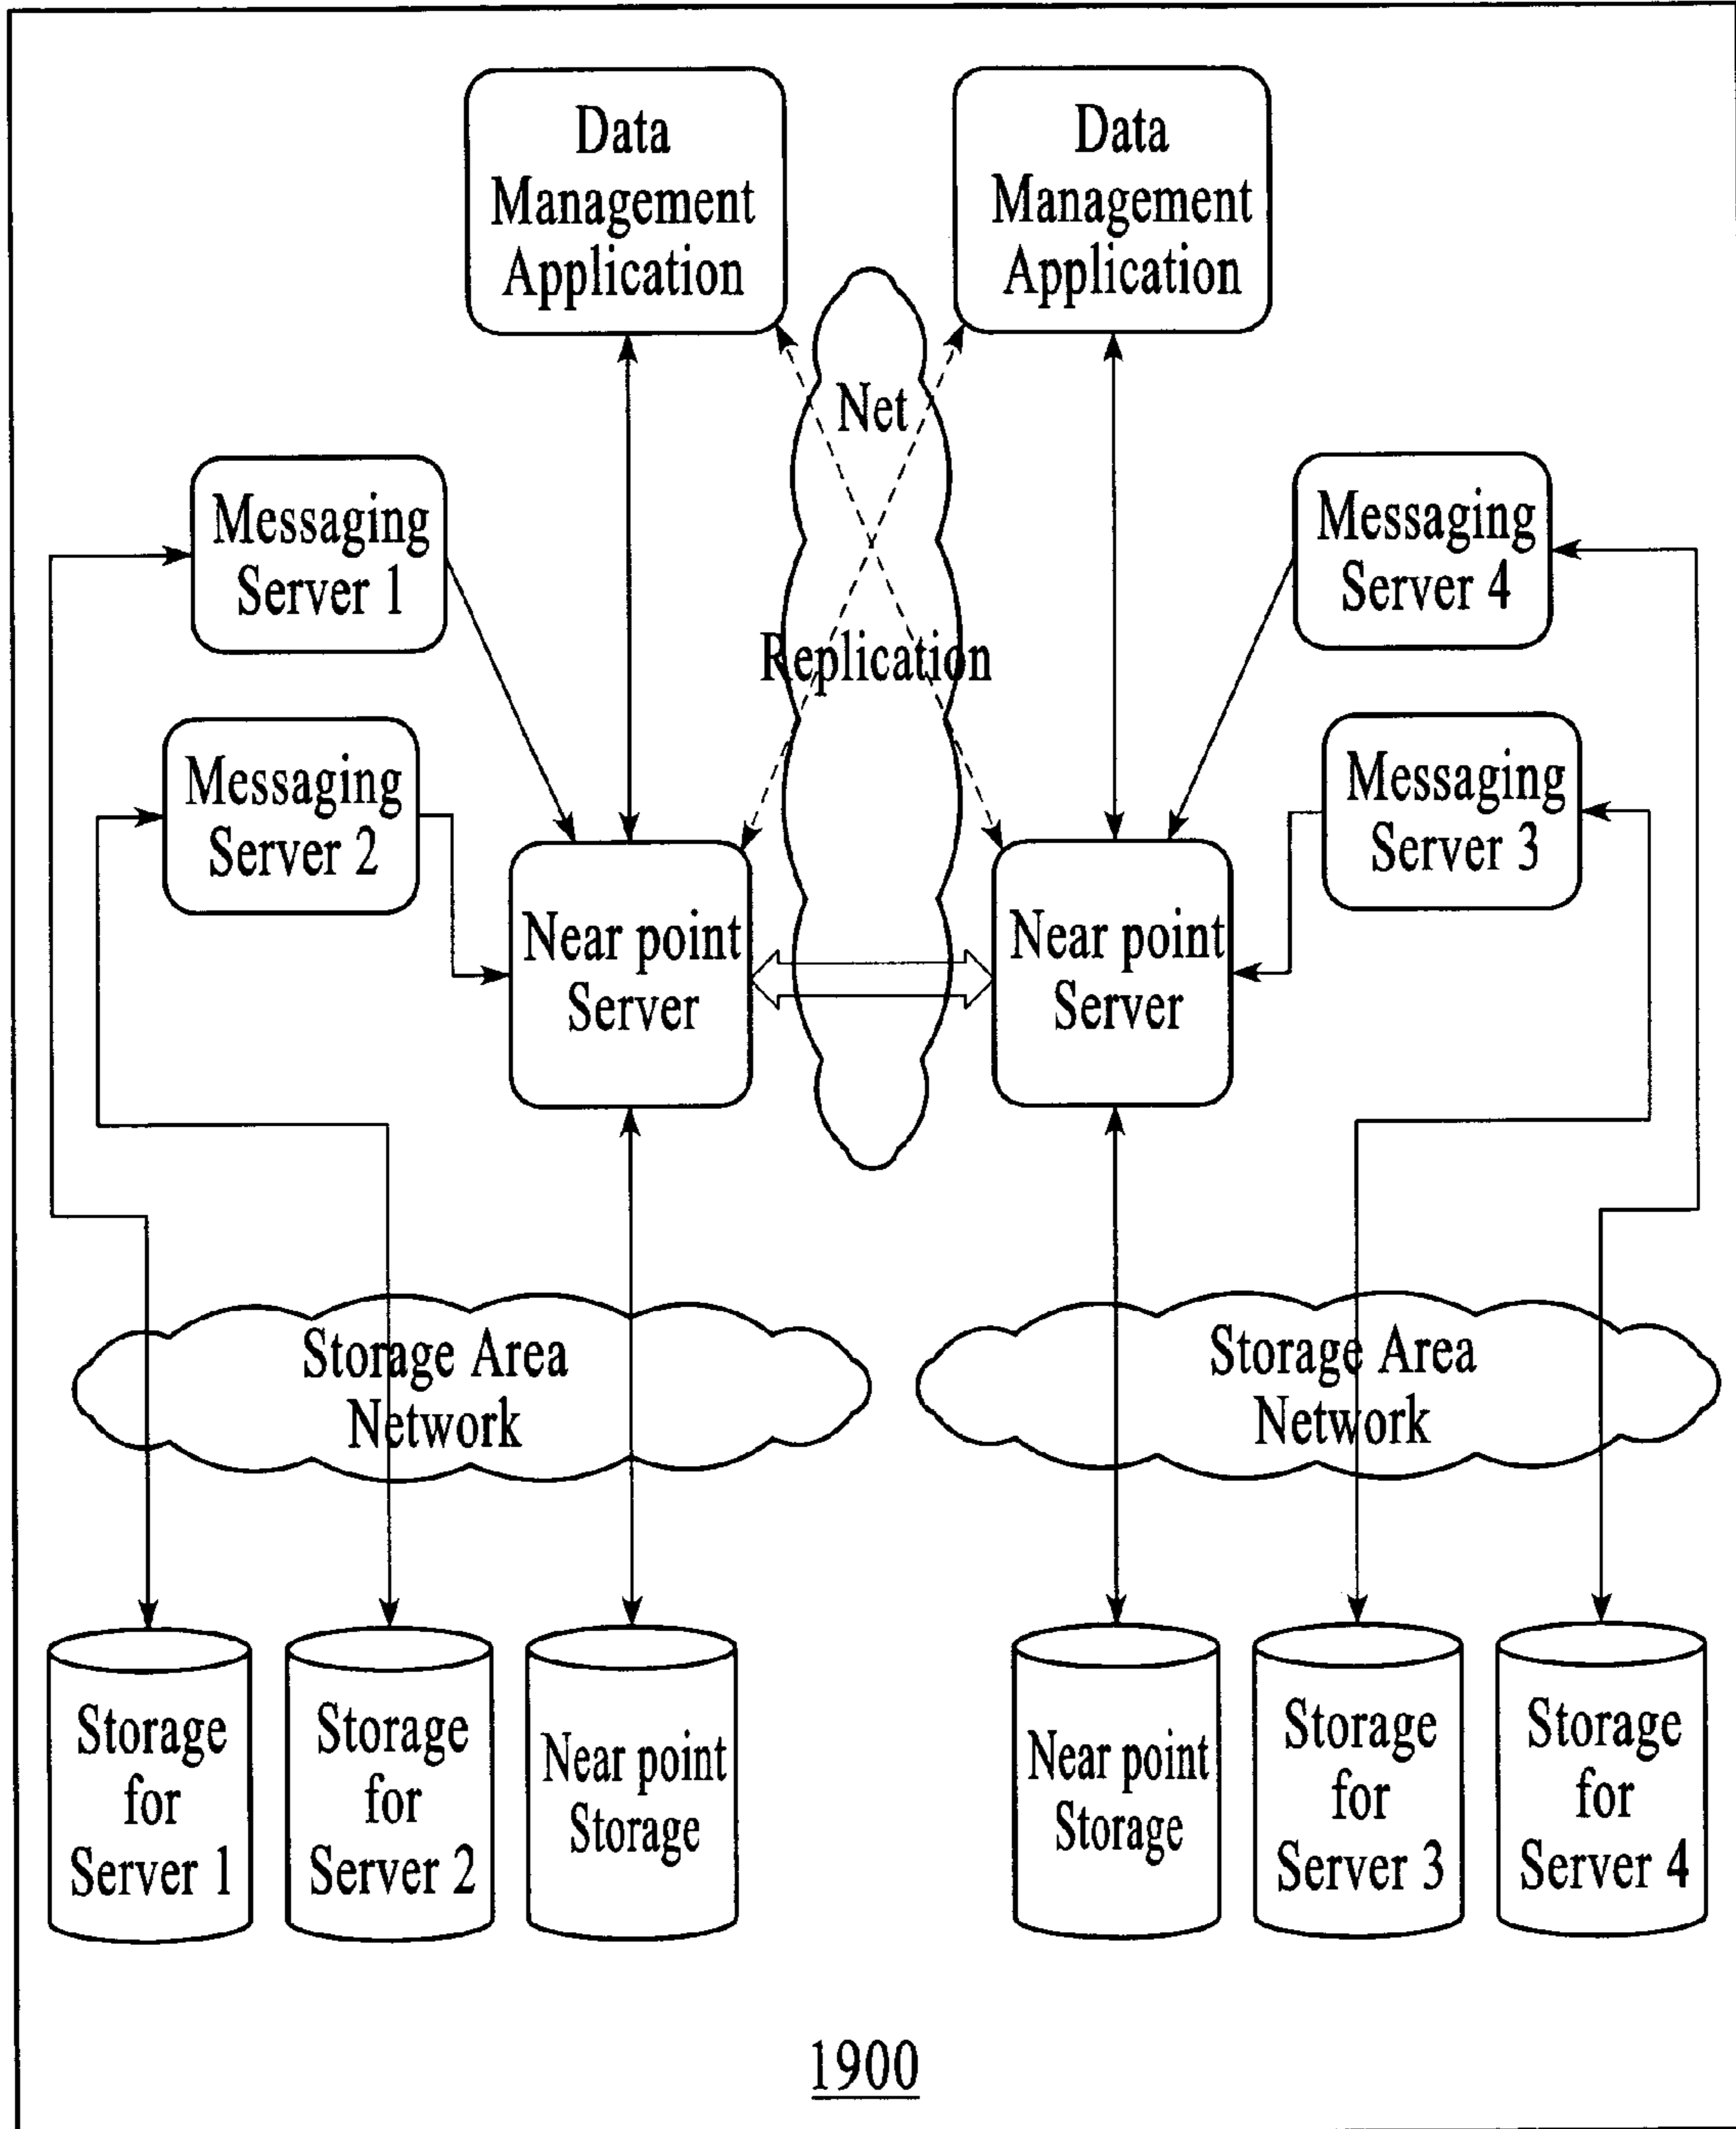 Data
Management
Application
Data
Management
Application
Net
Replication
Messaging
Server 1
Messaging
Server 4
Messaging
Server 2
Messaging
Server 3
Near point
Server
Near point
Server
Storage Area
Network
Storage Area
Network
Storage
for
Server 1
Storage
for
Server 2
Near point
Storage
Near point
Storage
Storage
for
Server 3
Storage
for
Server 4
1900